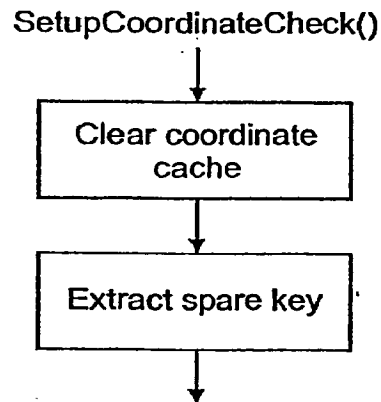 SetupCoordinateCheck()
Clear coordinate
cache
Extract spare key